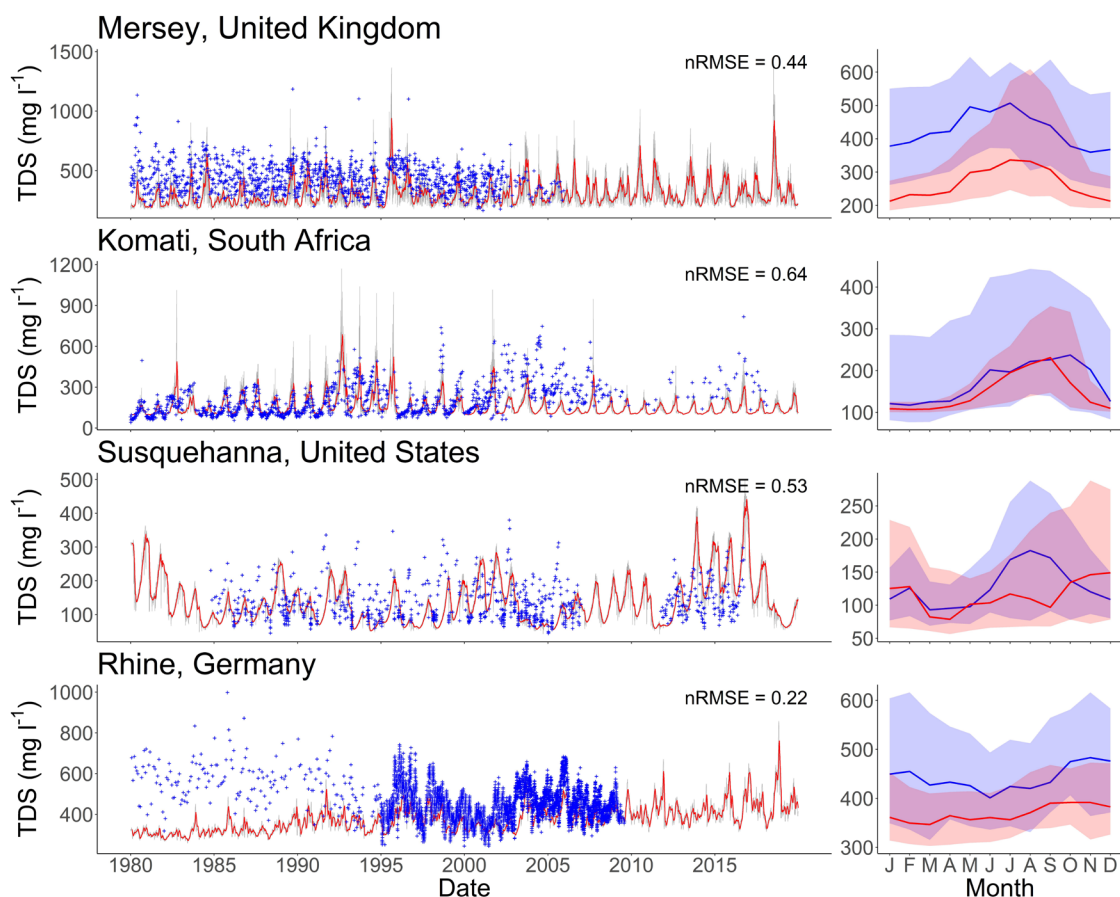 Mersey, United Kingdom
TDS (mg l⁻¹)
1500
1000
500
nRMSE = 0.44
600
500
400
300
200
Komati, South Africa
TDS (mg l⁻¹)
1200
900
600
300
0
nRMSE = 0.64
400
300
200
100
Susquehanna, United States
TDS (mg l⁻¹)
500
400
300
200
100
nRMSE = 0.53
250
200
150
100
50
Rhine, Germany
TDS (mg l⁻¹)
1000
800
600
400
nRMSE = 0.22
600
500
400
300
1980 1985 1990 1995 2000 2005 2010 2015
Date
J F M A M J J A S O N D
Month